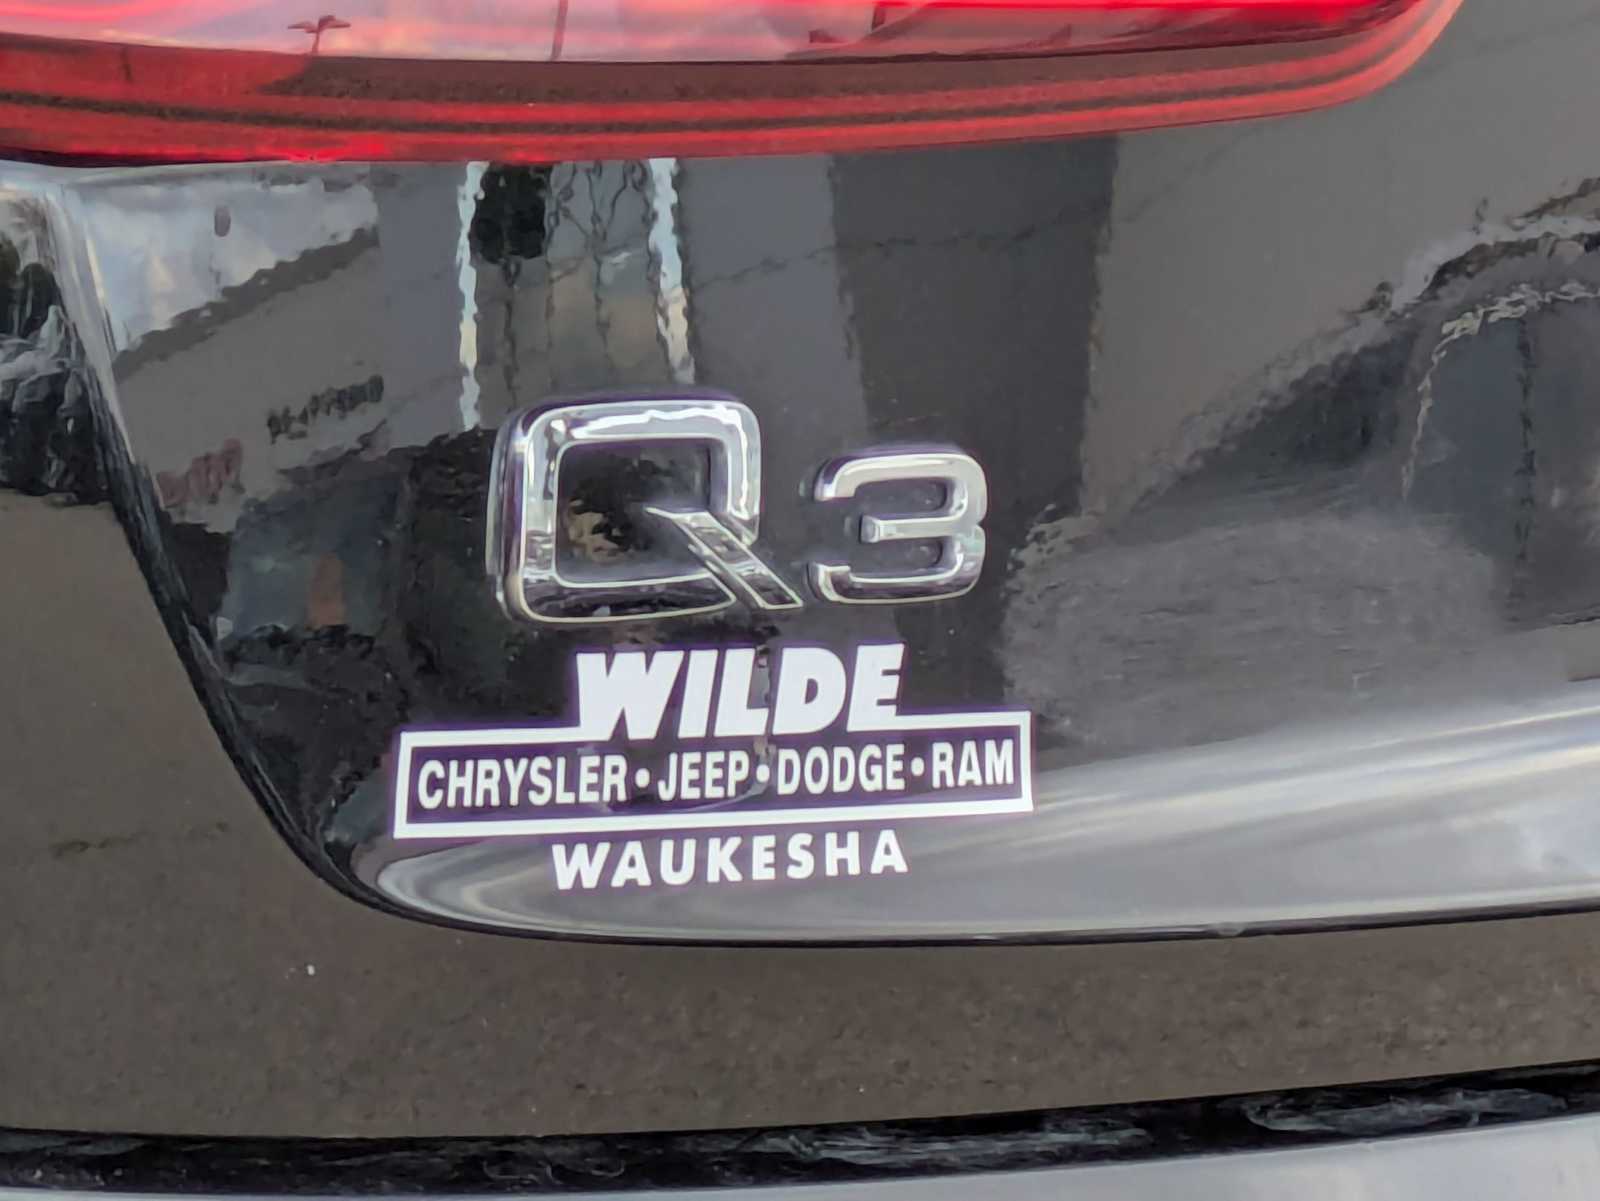 Q3
WILDE
CHRYSLER•JEEP•DODGE•RAM
WAUKESHA